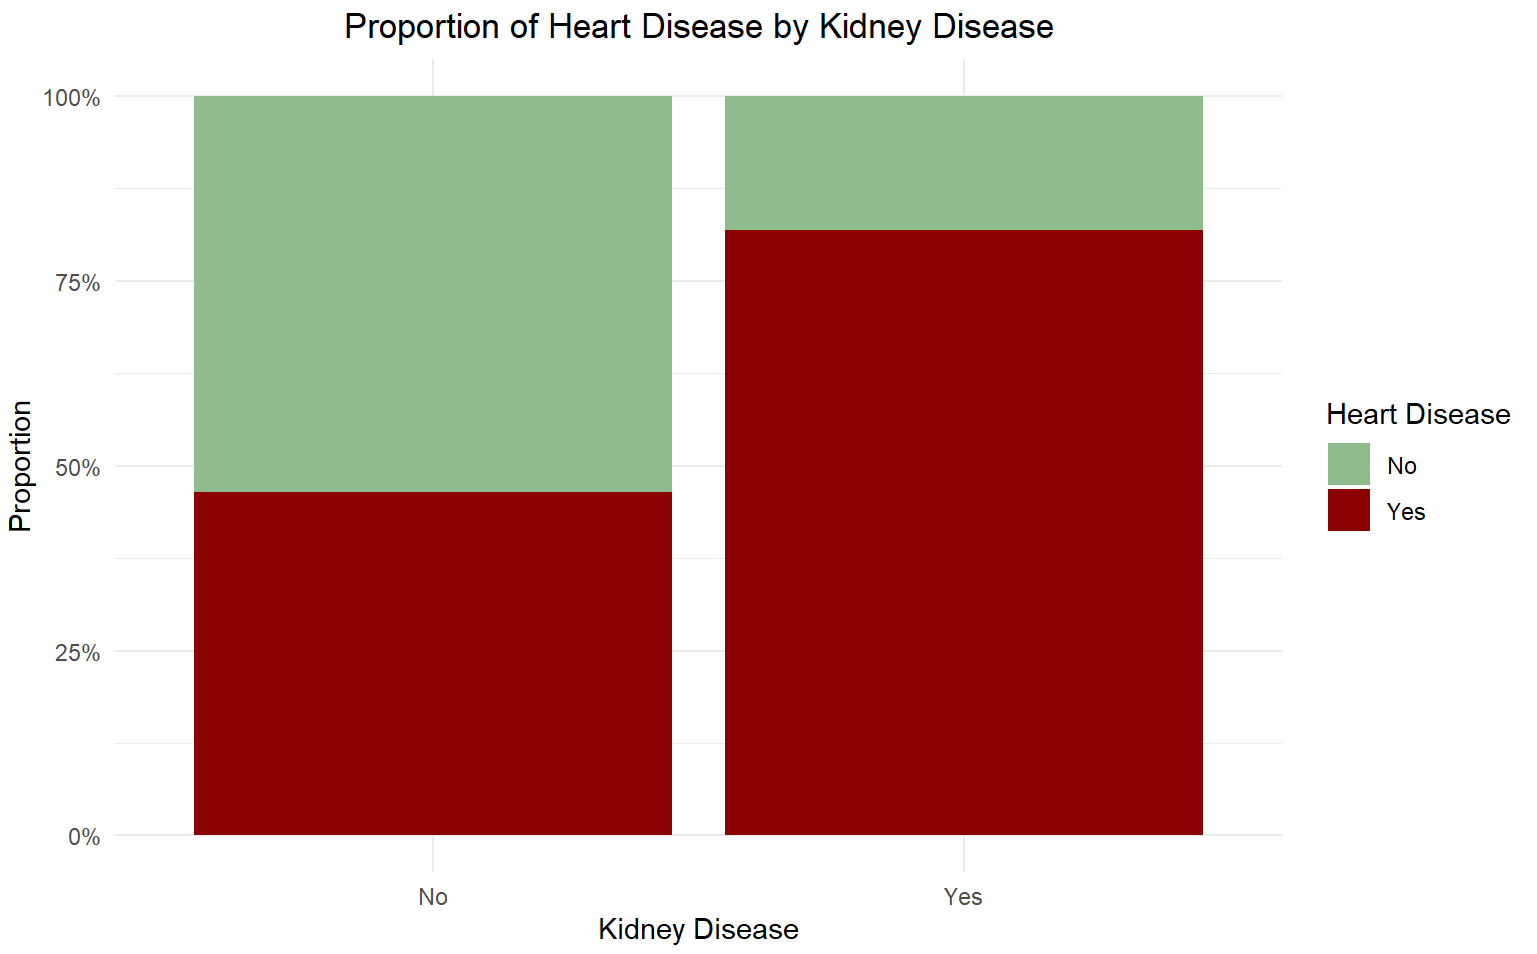 Proportion of Heart Disease by Kidney Disease
100%
75%
50%
25%
0%
Proportion
No
Yes
Kidney Disease
Heart Disease
No
Yes